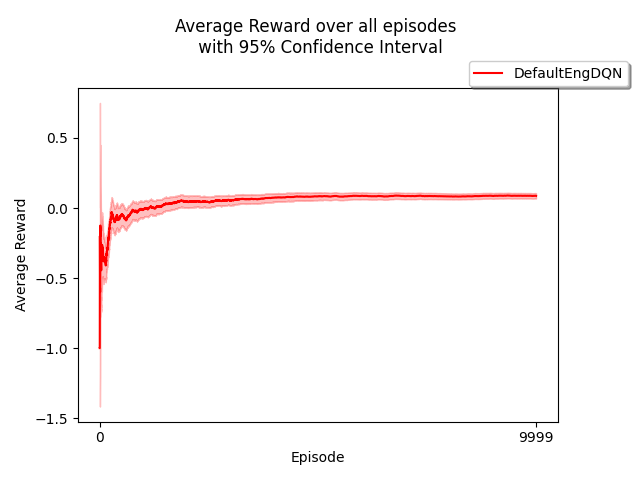 Average Reward over all episodes
with 95% Confidence Interval
DefaultEngDQN
0.5
0.0
−0.5
−1.0
−1.5
Average Reward
0
9999
Episode